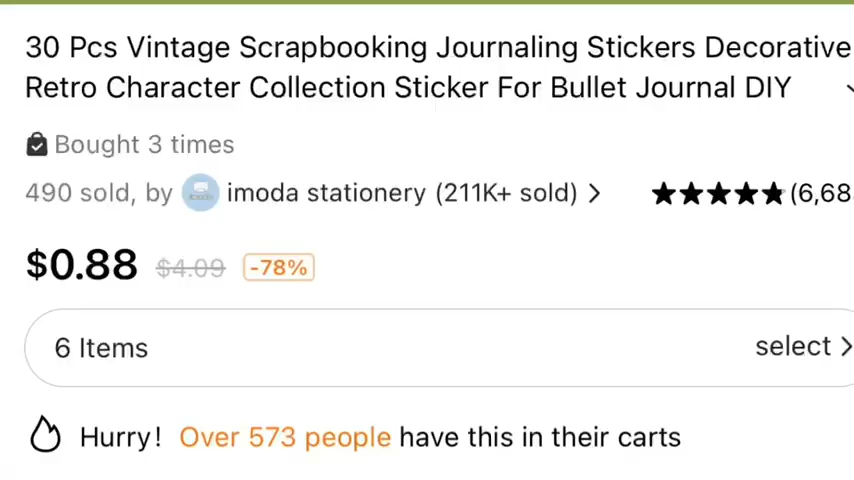 30 Pcs Vintage Scrapbooking Journaling Stickers Decorative
Retro Character Collection Sticker For Bullet Journal DIY
Bought 3 times
490 sold, by imoda stationery (211K+ sold) >
★★★★★ (6,68
$0.88 $4.09 -78%
6 Items select >
Hurry! Over 573 people have this in their carts